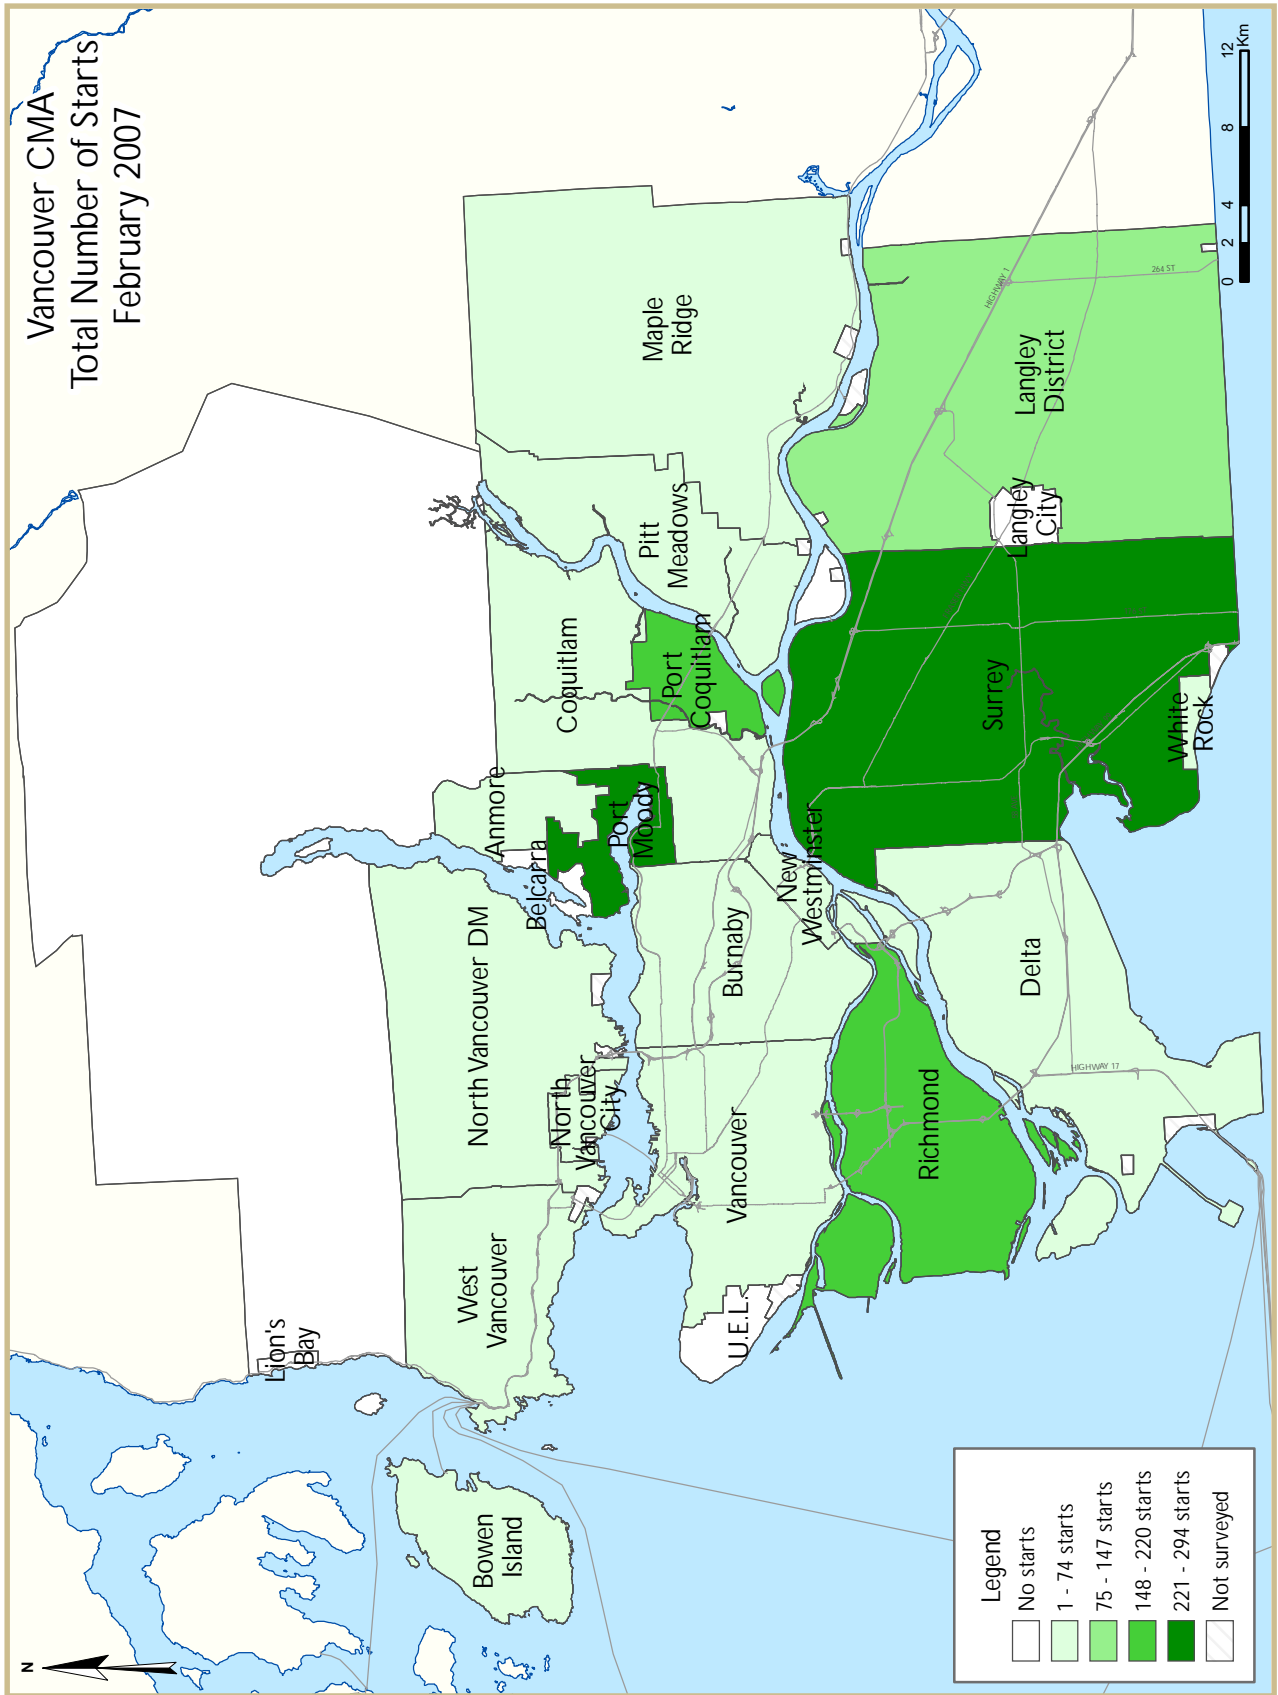 Vancouver CMA
Total Number of Starts
February 2007
N
Lion's
Bay
Bowen
Island
West
Vancouver
North Vancouver DM
North
Vancouver
City
Belcarra
Anmore
Port
Moody
Coquitlam
Port
Coquitlam
Pitt
Meadows
Maple
Ridge
U.E.L.
Vancouver
Burnaby
New
Westminster
Richmond
Delta
HIGHWAY 17
Surrey
White
Rock
Langley
City
Langley
District
HIGHWAY 1
264 ST
Legend
No starts
1 - 74 starts
75 - 147 starts
148 - 220 starts
221 - 294 starts
Not surveyed
0 2 4 8 12
Km